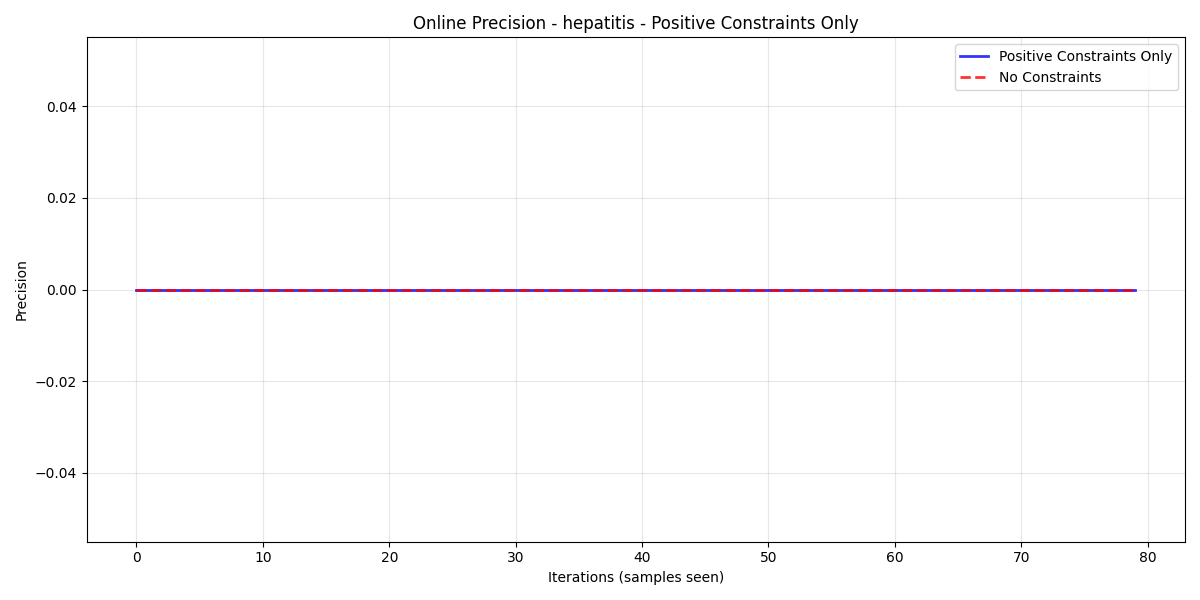 Online Precision - hepatitis - Positive Constraints Only
Positive Constraints Only
No Constraints
Precision
0.04
0.02
0.00
−0.02
−0.04
0 10 20 30 40 50 60 70 80
Iterations (samples seen)